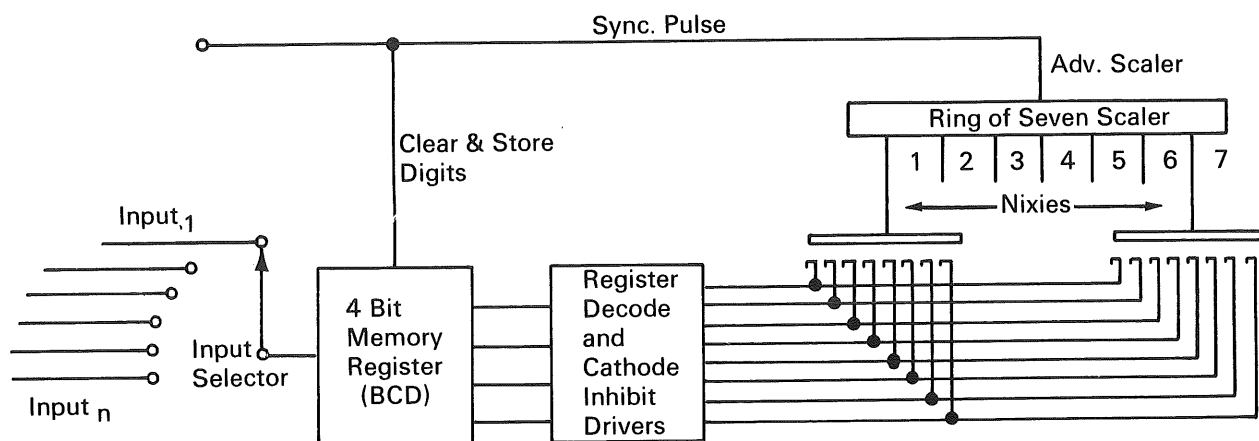 Sync. Pulse
Adv. Scaler
Ring of Seven Scaler
1 2 3 4 5 6 7
Nixies
Clear & Store
Digits
Input,1
Input
Selector
Input n
4 Bit
Memory
Register
(BCD)
Register
Decode
and
Cathode
Inhibit
Drivers